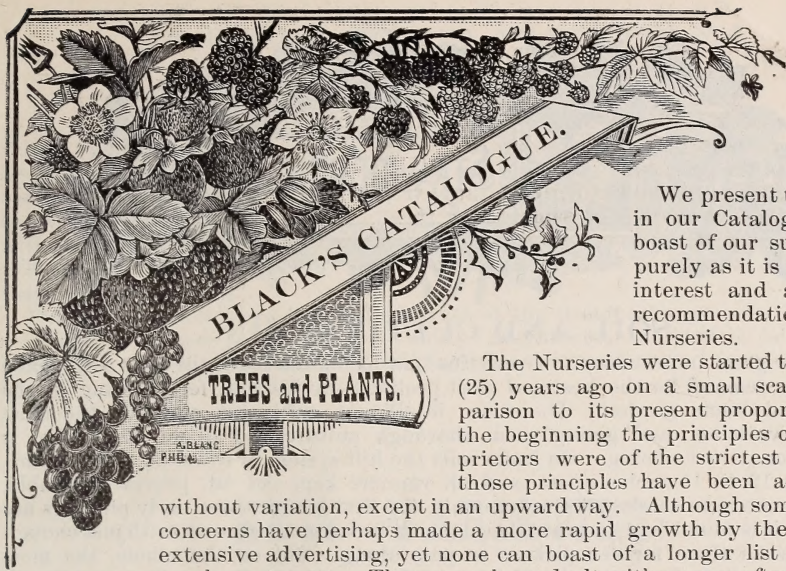 BLACK'S CATALOGUE.
TREES and PLANTS.
A. BLANC
PHILA.
We present
in our Catalog
boast of our su
purely as it is
interest and a
recommendatio
Nurseries.
The Nurseries were started t
(25) years ago on a small sca
parison to its present propor
the beginning the principles o
prietors were of the strictest
those principles have been a
without variation, except in an upward way. Although som
concerns have perhaps made a more rapid growth by the
extensive advertising, yet none can boast of a longer list